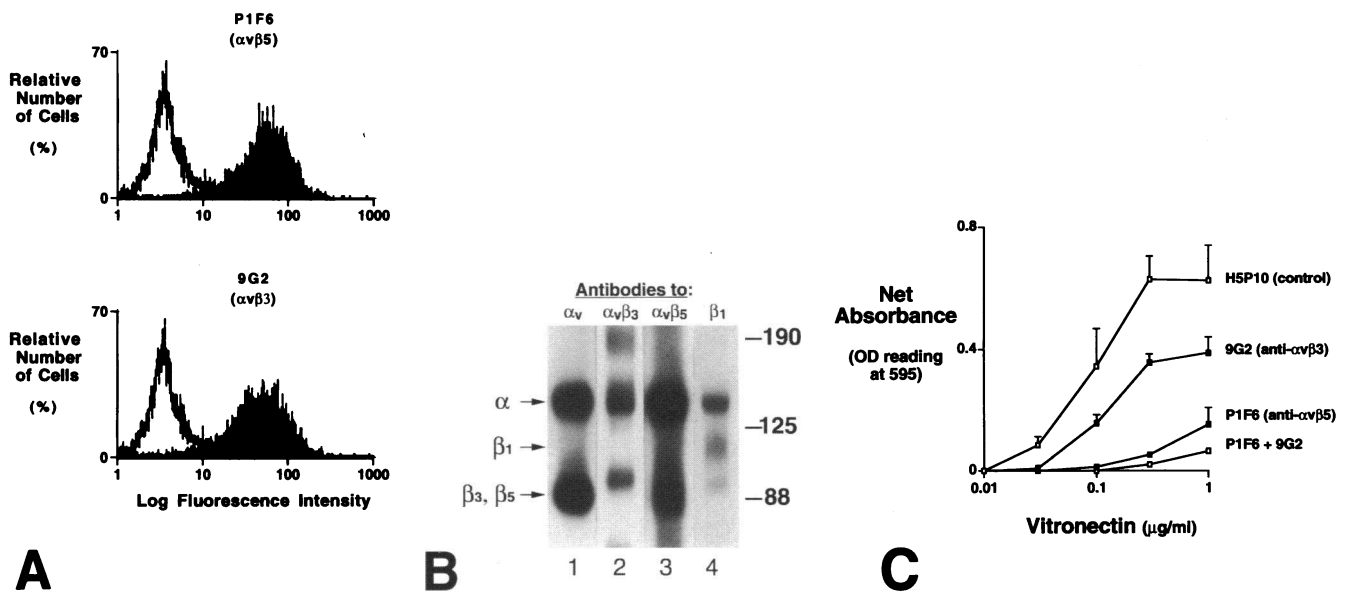 P1F6
(αvβ5)
70
Relative
Number
of Cells
(%)
0
1 10 100 1000
9G2
(αvβ3)
70
Relative
Number
of Cells
(%)
0
1 10 100 1000
Log Fluorescence Intensity
A
Antibodies to:
αv αvβ3 αvβ5 β1
α
β1
β3, β5
–190
–125
–88
1 2 3 4
B
0.8
Net
Absorbance
(OD reading
at 595)
0.4
0
H5P10 (control)
9G2 (anti-αvβ3)
P1F6 (anti-αvβ5)
P1F6 + 9G2
0.01 0.1 1
Vitronectin (μg/ml)
C